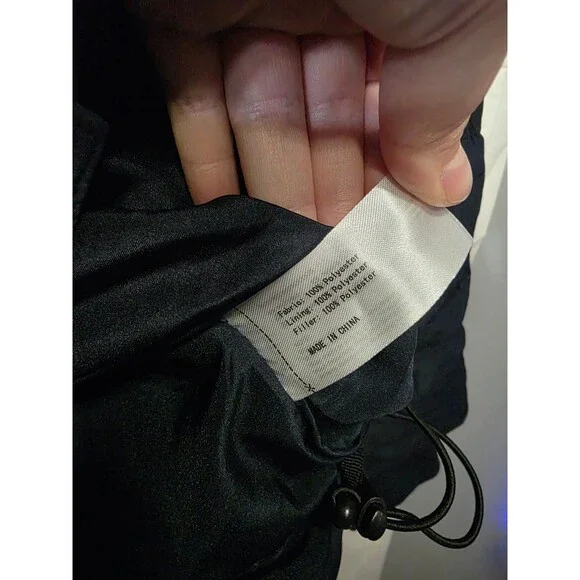 Fabric: 100% Polyester
Lining: 100% Polyester
Filler: 100% Polyester
MADE IN CHINA